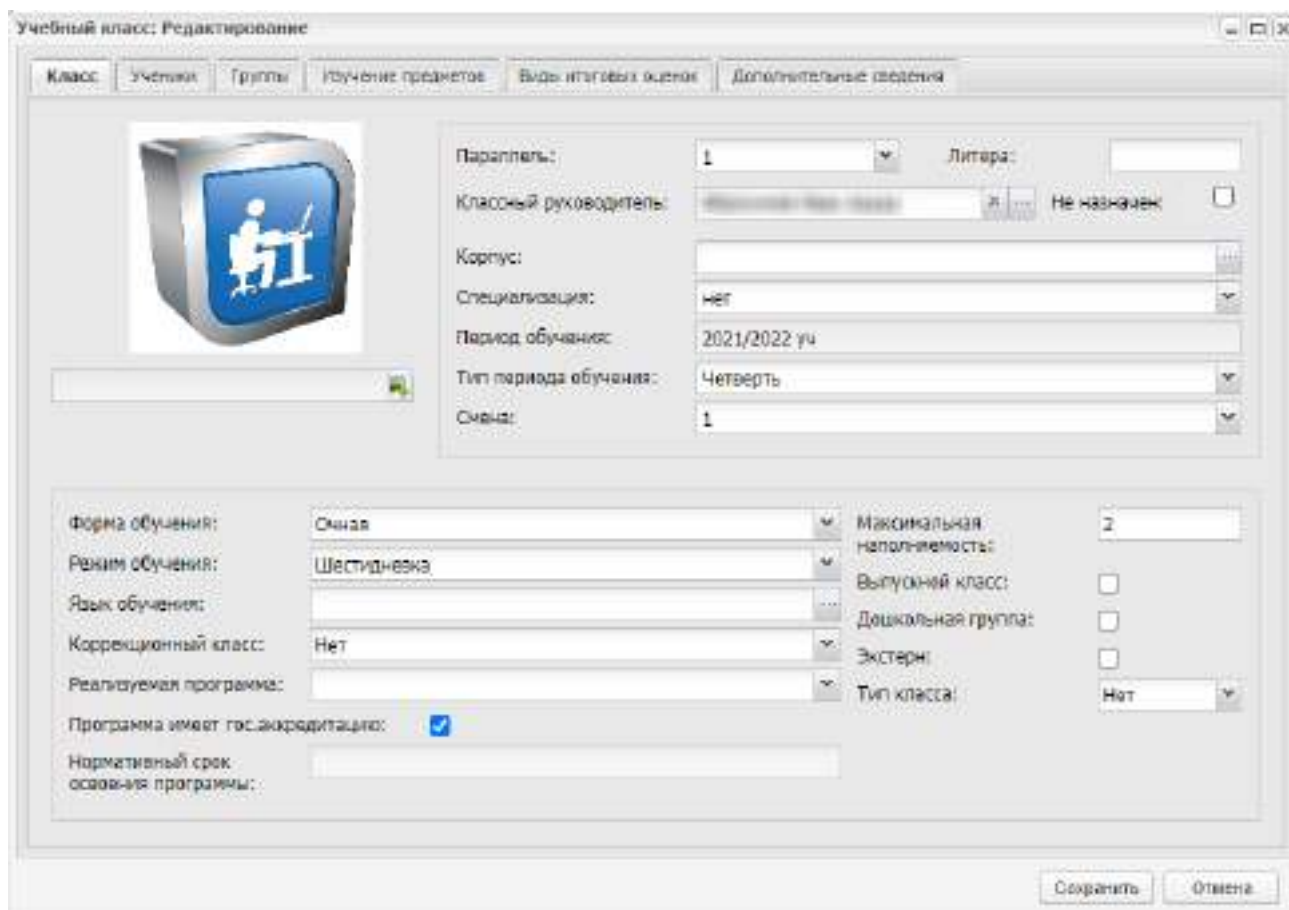 Учебный класс: Редактирование
Класс Ученики Группы Изучение предметов Виды итоговых оценок Дополнительные сведения
Параллель: 1 Литера:
Классный руководитель: Не назначен:
Корпус:
Специализация: нет
Период обучения: 2021/2022 уч
Тип периода обучения: Четверть
Смена: 1
Форма обучения: Очная
Максимальная
наполняемость: 2
Режим обучения: Шестидневка
Выпускной класс:
Язык обучения:
Дошкольная группа:
Коррекционный класс: Нет
Экстерн:
Реализуемая программа:
Тип класса: Нет
Программа имеет гос.аккредитацию:
Нормативный срок
освоения программы:
Сохранить Отмена